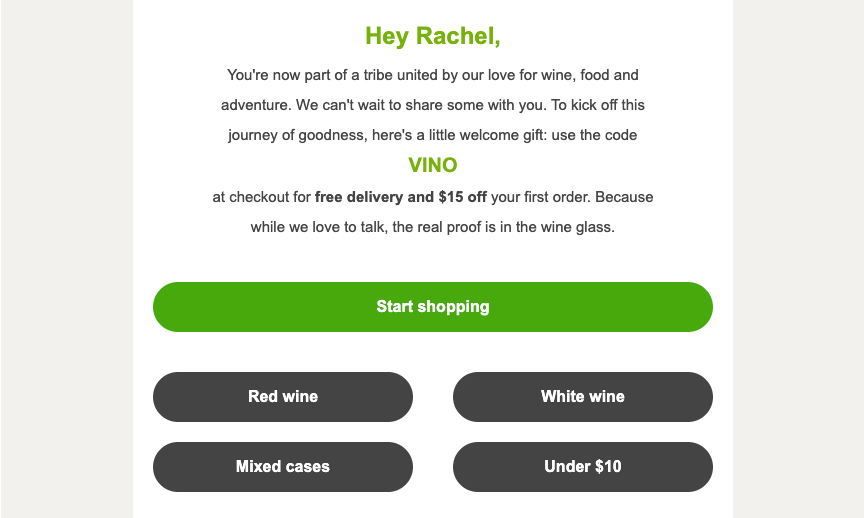 Hey Rachel,
You're now part of a tribe united by our love for wine, food and
adventure. We can't wait to share some with you. To kick off this
journey of goodness, here's a little welcome gift: use the code
VINO
at checkout for free delivery and $15 off your first order. Because
while we love to talk, the real proof is in the wine glass.
Start shopping
Red wine
White wine
Mixed cases
Under $10